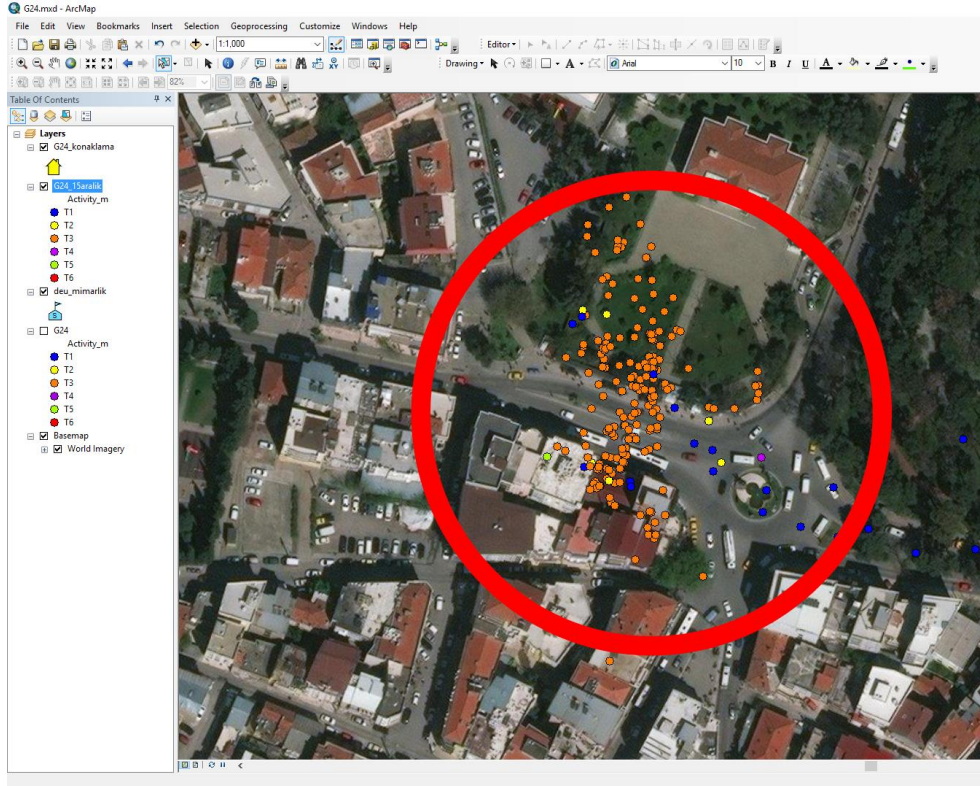 G24.mxd - ArcMap
File Edit View Bookmarks Insert Selection Geoprocessing Customize Windows Help
1:1,000 Editor
Drawing A Arial 10 B I U A
82%
Table Of Contents
Layers
G24_konaklama
G24_15aralik
Activity_m
T1
T2
T3
T4
T5
T6
deu_mimarlik
G24
Activity_m
T1
T2
T3
T4
T5
T6
Basemap
World Imagery